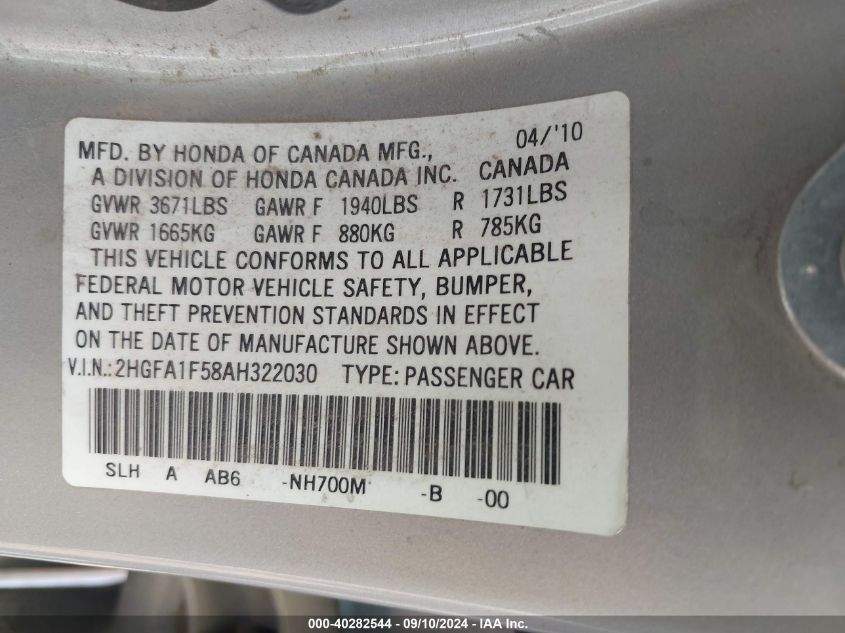 04/'10
MFD. BY HONDA OF CANADA MFG.,
A DIVISION OF HONDA CANADA INC. CANADA
GVWR 3671LBS GAWR F 1940LBS R 1731LBS
GVWR 1665KG GAWR F 880KG R 785KG
THIS VEHICLE CONFORMS TO ALL APPLICABLE
FEDERAL MOTOR VEHICLE SAFETY, BUMPER,
AND THEFT PREVENTION STANDARDS IN EFFECT
ON THE DATE OF MANUFACTURE SHOWN ABOVE.
V.I.N.:2HGFA1F58AH322030 TYPE: PASSENGER CAR
SLH A AB6 -NH700M -B -00
000-40282544 - 09/10/2024 - IAA Inc.